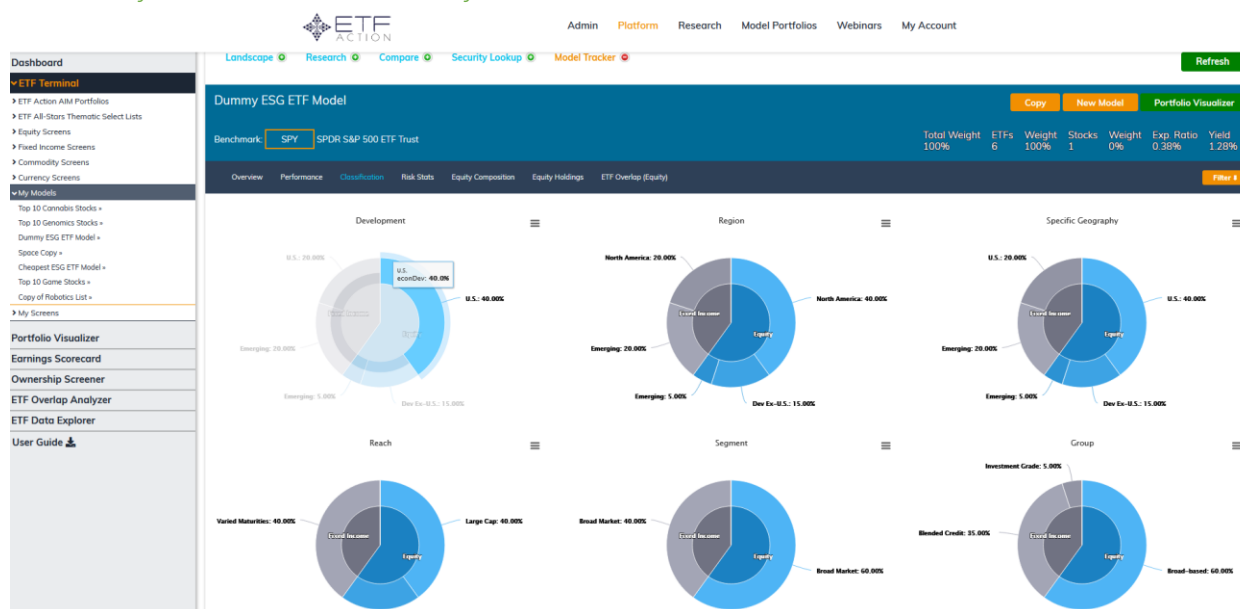 ETF
ACTION
Admin
Platform
Research
Model Portfolios
Webinars
My Account
Dashboard
ETF Terminal
ETF Action AIM Portfolios
ETF All-Stars Thematic Select Lists
Equity Screens
Fixed Income Screens
Commodity Screens
Currency Screens
My Models
Top 10 Cannabis Stocks »
Top 10 Genomics Stocks »
Dummy ESG ETF Model »
Space Copy »
Cheapest ESG ETF Model »
Top 10 Game Stocks »
Copy of Robotics List »
My Screens
Portfolio Visualizer
Earnings Scorecard
Ownership Screener
ETF Overlap Analyzer
ETF Data Explorer
User Guide
Landscape
Research
Compare
Security Lookup
Model Tracker
Refresh
Dummy ESG ETF Model
Copy
New Model
Portfolio Visualizer
Benchmark:
SPY
SPDR S&P 500 ETF Trust
Total Weight ETFs Weight Stocks Weight Exp. Ratio Yield
100% 6 100% 1 0% 0.38% 1.28%
Overview
Performance
Classification
Risk Stats
Equity Composition
Equity Holdings
ETF Overlap (Equity)
Filter
Development
U.S.: 20.00%
U.S.
econDev: 40.0%
U.S.: 40.00%
Fixed Income
Equity
Emerging: 20.00%
Emerging: 5.00%
Dev Ex-U.S.: 15.00%
Region
North America: 20.00%
North America: 40.00%
Fixed Income
Equity
Emerging: 20.00%
Emerging: 5.00%
Dev Ex-U.S.: 15.00%
Specific Geography
U.S.: 20.00%
U.S.: 40.00%
Fixed Income
Equity
Emerging: 20.00%
Emerging: 5.00%
Dev Ex-U.S.: 15.00%
Reach
Varied Maturities: 40.00%
Large Cap: 40.00%
Fixed Income
Equity
Segment
Broad Market: 40.00%
Fixed Income
Equity
Broad Market: 60.00%
Group
Investment Grade: 5.00%
Blended Credit: 35.00%
Fixed Income
Equity
Broad-based: 60.00%